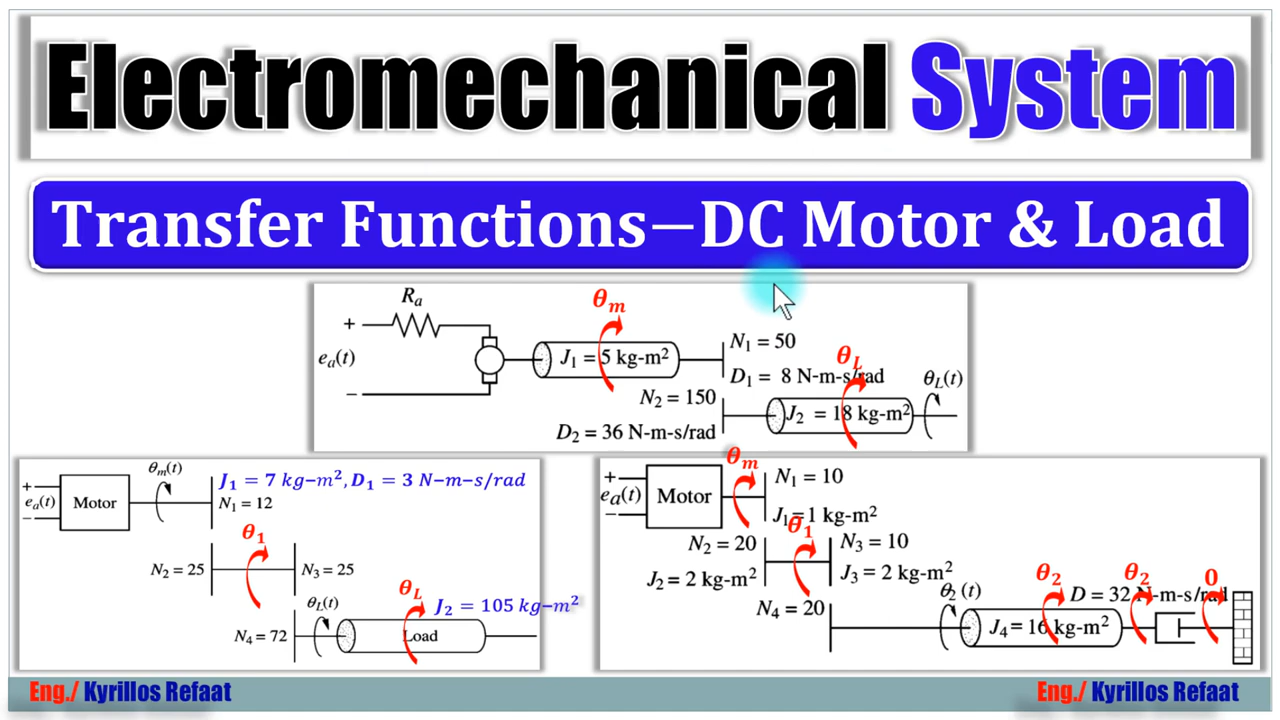 Electromechanical System
Transfer Functions—DC Motor & Load
Rₐ
θₘ
+
eₐ(t)
−
J₁ = 5 kg-m²
N₁ = 50
D₁ = 8 N-m-s/rad
θ_L
θ_L(t)
N₂ = 150
J₂ = 18 kg-m²
D₂ = 36 N-m-s/rad
θₘ(t)
J₁ = 7 kg−m², D₁ = 3 N−m−s/rad
+
eₐ(t)
−
Motor
N₁ = 12
θ₁
N₂ = 25
N₃ = 25
θ_L
θ_L(t)
J₂ = 105 kg−m²
N₄ = 72
Load
θₘ
+
eₐ(t)
−
Motor
N₁ = 10
J₁ = 1 kg-m²
θ₁
N₂ = 20
N₃ = 10
J₂ = 2 kg-m²
J₃ = 2 kg-m²
θ₂ (t)
θ₂
θ₂
0
D = 32 N-m-s/rad
N₄ = 20
J₄ = 16 kg-m²
Eng./ Kyrillos Refaat
Eng./ Kyrillos Refaat